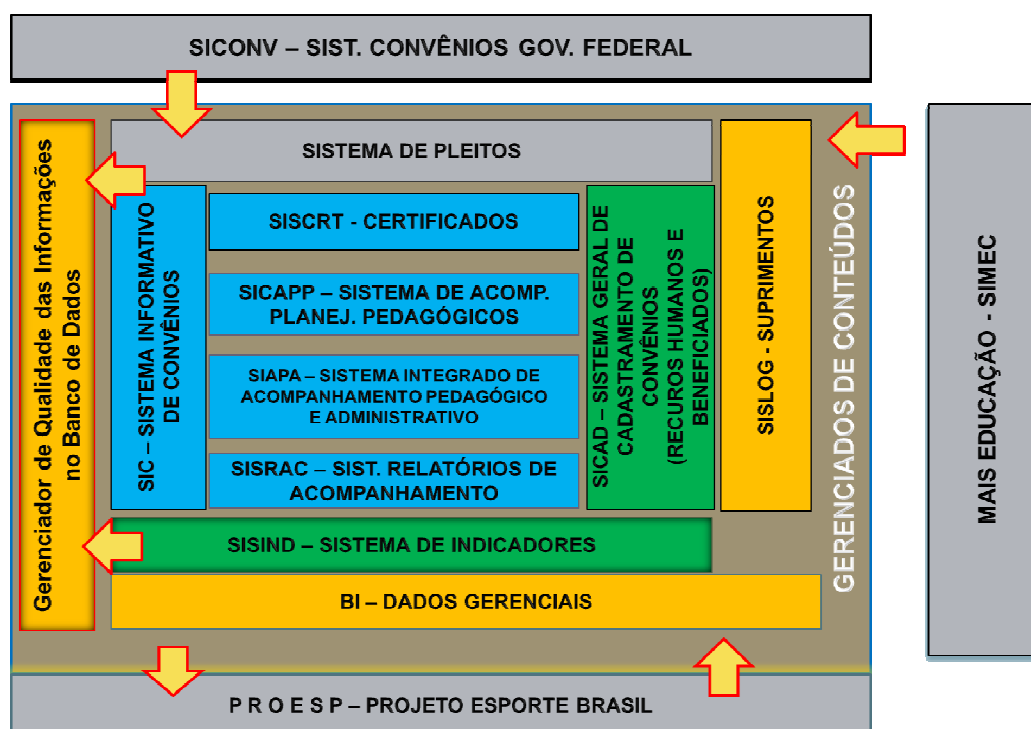 SICONV – SIST. CONVÊNIOS GOV. FEDERAL
Gerenciador de Qualidade das Informações
no Banco de Dados
SISTEMA DE PLEITOS
SIC – SISTEMA INFORMATIVO
DE CONVÊNIOS
SISCRT - CERTIFICADOS
SICAPP – SISTEMA DE ACOMP.
PLANEJ. PEDAGÓGICOS
SIAPA – SISTEMA INTEGRADO DE
ACOMPANHAMENTO PEDAGÓGICO
E ADMINISTRATIVO
SISRAC – SIST. RELATÓRIOS DE
ACOMPANHAMENTO
SICAD – SISTEMA GERAL DE
CADASTRAMENTO DE
CONVÊNIOS
(RECUROS HUMANOS E
BENEFICIADOS)
SISLOG - SUPRIMENTOS
GERENCIADOS DE CONTEÚDOS
MAIS EDUCAÇÃO - SIMEC
SISIND – SISTEMA DE INDICADORES
BI – DADOS GERENCIAIS
P R O E S P – PROJETO ESPORTE BRASIL